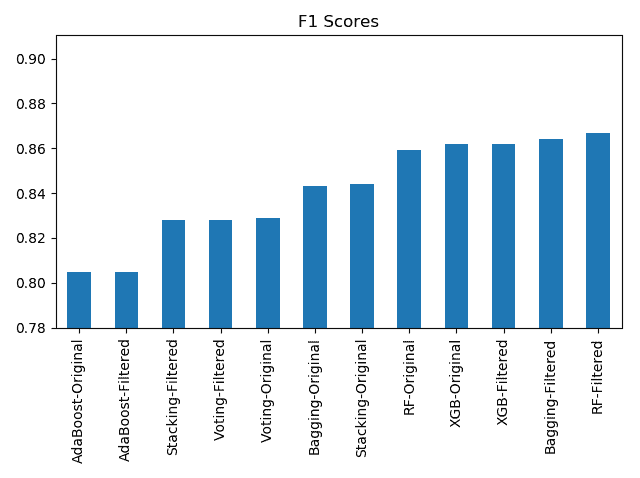 F1 Scores
0.90
0.88
0.86
0.84
0.82
0.80
0.78
AdaBoost-Original
AdaBoost-Filtered
Stacking-Filtered
Voting-Filtered
Voting-Original
Bagging-Original
Stacking-Original
RF-Original
XGB-Original
XGB-Filtered
Bagging-Filtered
RF-Filtered